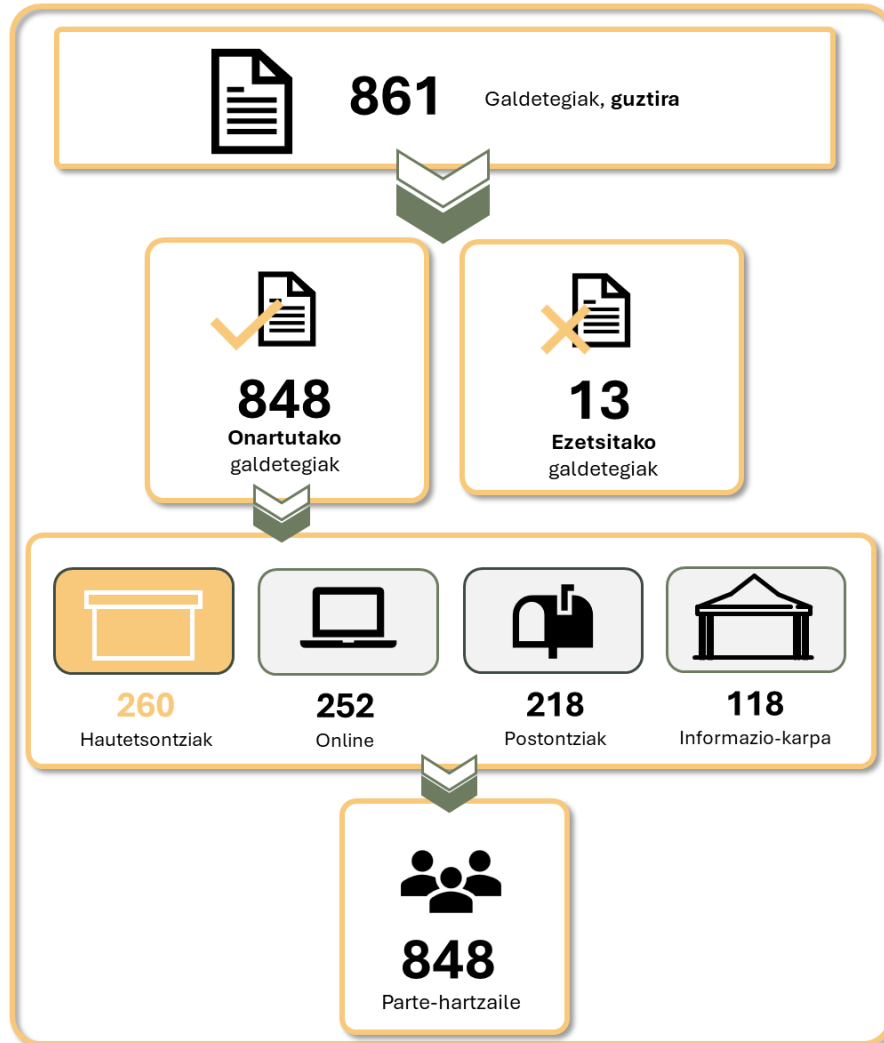 861 Galdetegiak, guztira
848
Onartutako
galdetegiak
13
Ezetsitako
galdetegiak
260
Hautetsontziak
252
Online
218
Postontziak
118
Informazio-karpa
848
Parte-hartzaile